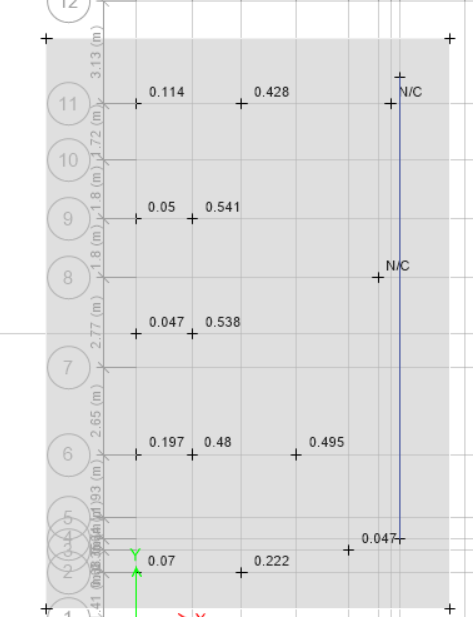 12
3.13 (m)
0.114 0.428 N/C
11
1.72 (m)
10
1.8 (m)
0.05 0.541
9
1.8 (m)
N/C
8
0.047 0.538
2.77 (m)
7
2.65 (m)
0.197 0.48 0.495
6
.93 (m)
5
0.047
0.07 0.222
2
.41 (m)
Y
X